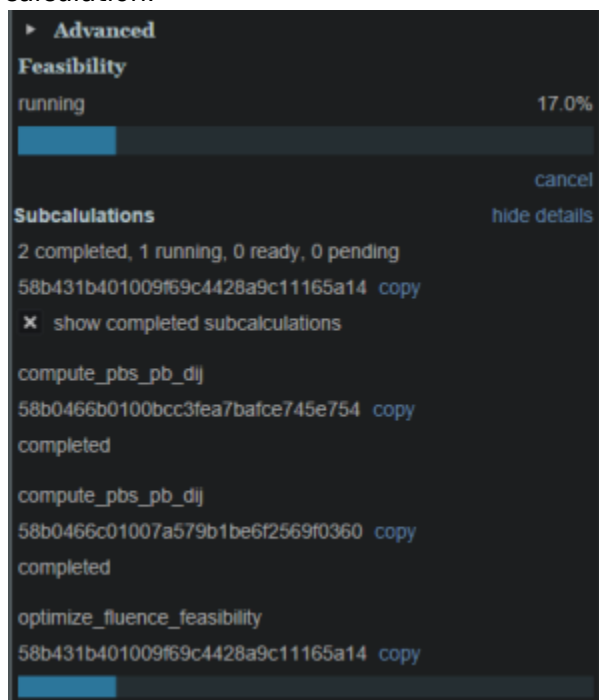 ▸ Advanced
Feasibility
running 17.0%
cancel
Subcalulations hide details
2 completed, 1 running, 0 ready, 0 pending
58b431b401009f69c4428a9c11165a14 copy
× show completed subcalculations
compute_pbs_pb_dij
58b0466b0100bcc3fea7bafce745e754 copy
completed
compute_pbs_pb_dij
58b0466c01007a579b1be6f2569f0360 copy
completed
optimize_fluence_feasibility
58b431b401009f69c4428a9c11165a14 copy